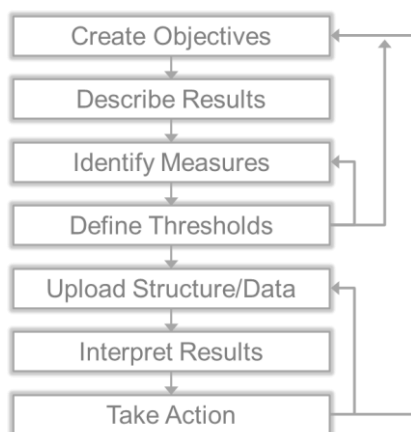 Create Objectives
Describe Results
Identify Measures
Define Thresholds
Upload Structure/Data
Interpret Results
Take Action